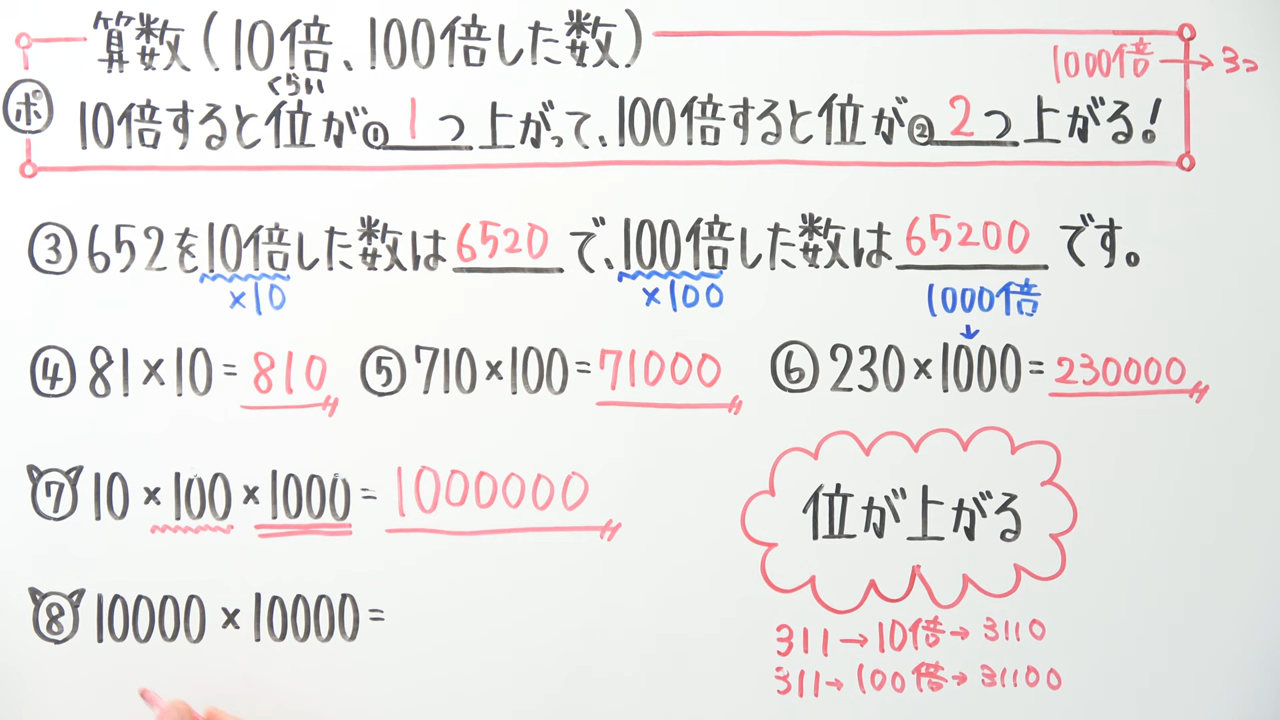 算数(10倍、100倍した数)
1000倍→3つ
くらい
ポ 10倍すると位が①1つ上がって、100倍すると位が②2つ上がる!
③652を10倍した数は6520で、100倍した数は65200です。
×10 ×100 1000倍
↓
④81×10=810 ⑤710×100=71000 ⑥230×1000=230000
⑦10×100×1000=1000000
位が上がる
⑧10000×10000=
311→10倍→3110
311→100倍→31100